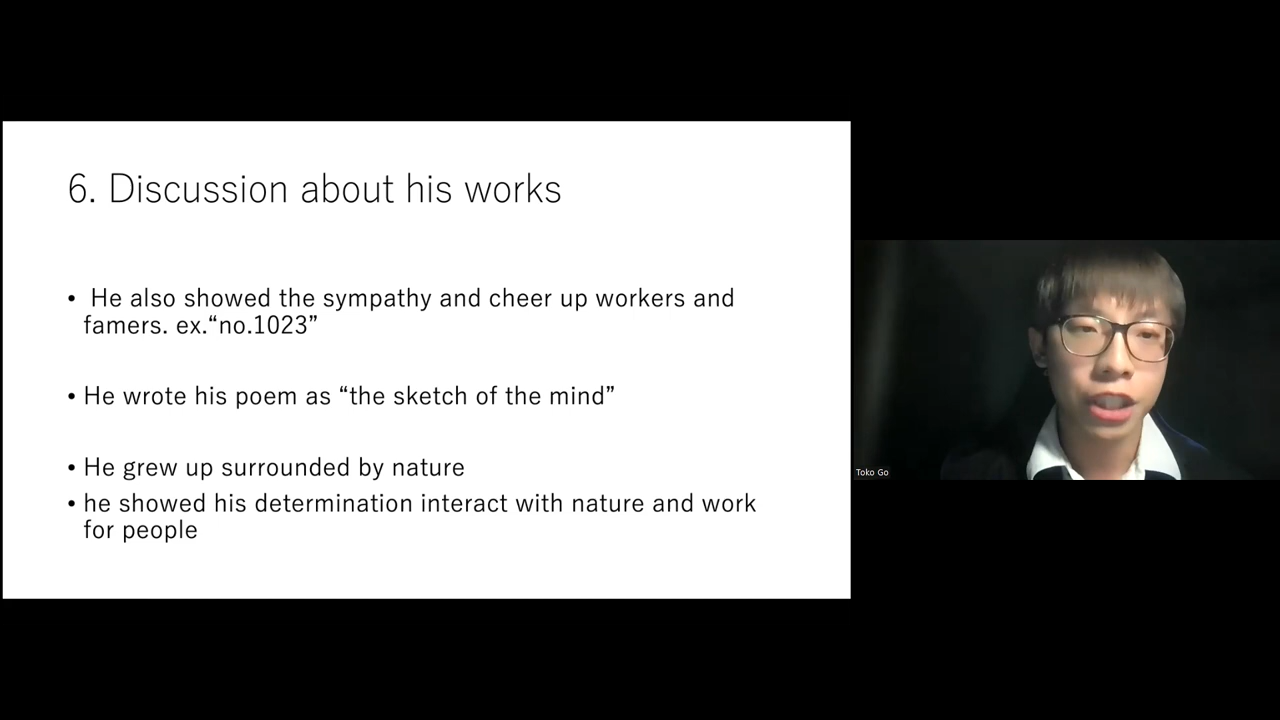 6. Discussion about his works
• He also showed the sympathy and cheer up workers and
famers. ex.“no.1023”
• He wrote his poem as “the sketch of the mind”
• He grew up surrounded by nature
• he showed his determination interact with nature and work
for people
Toko Go